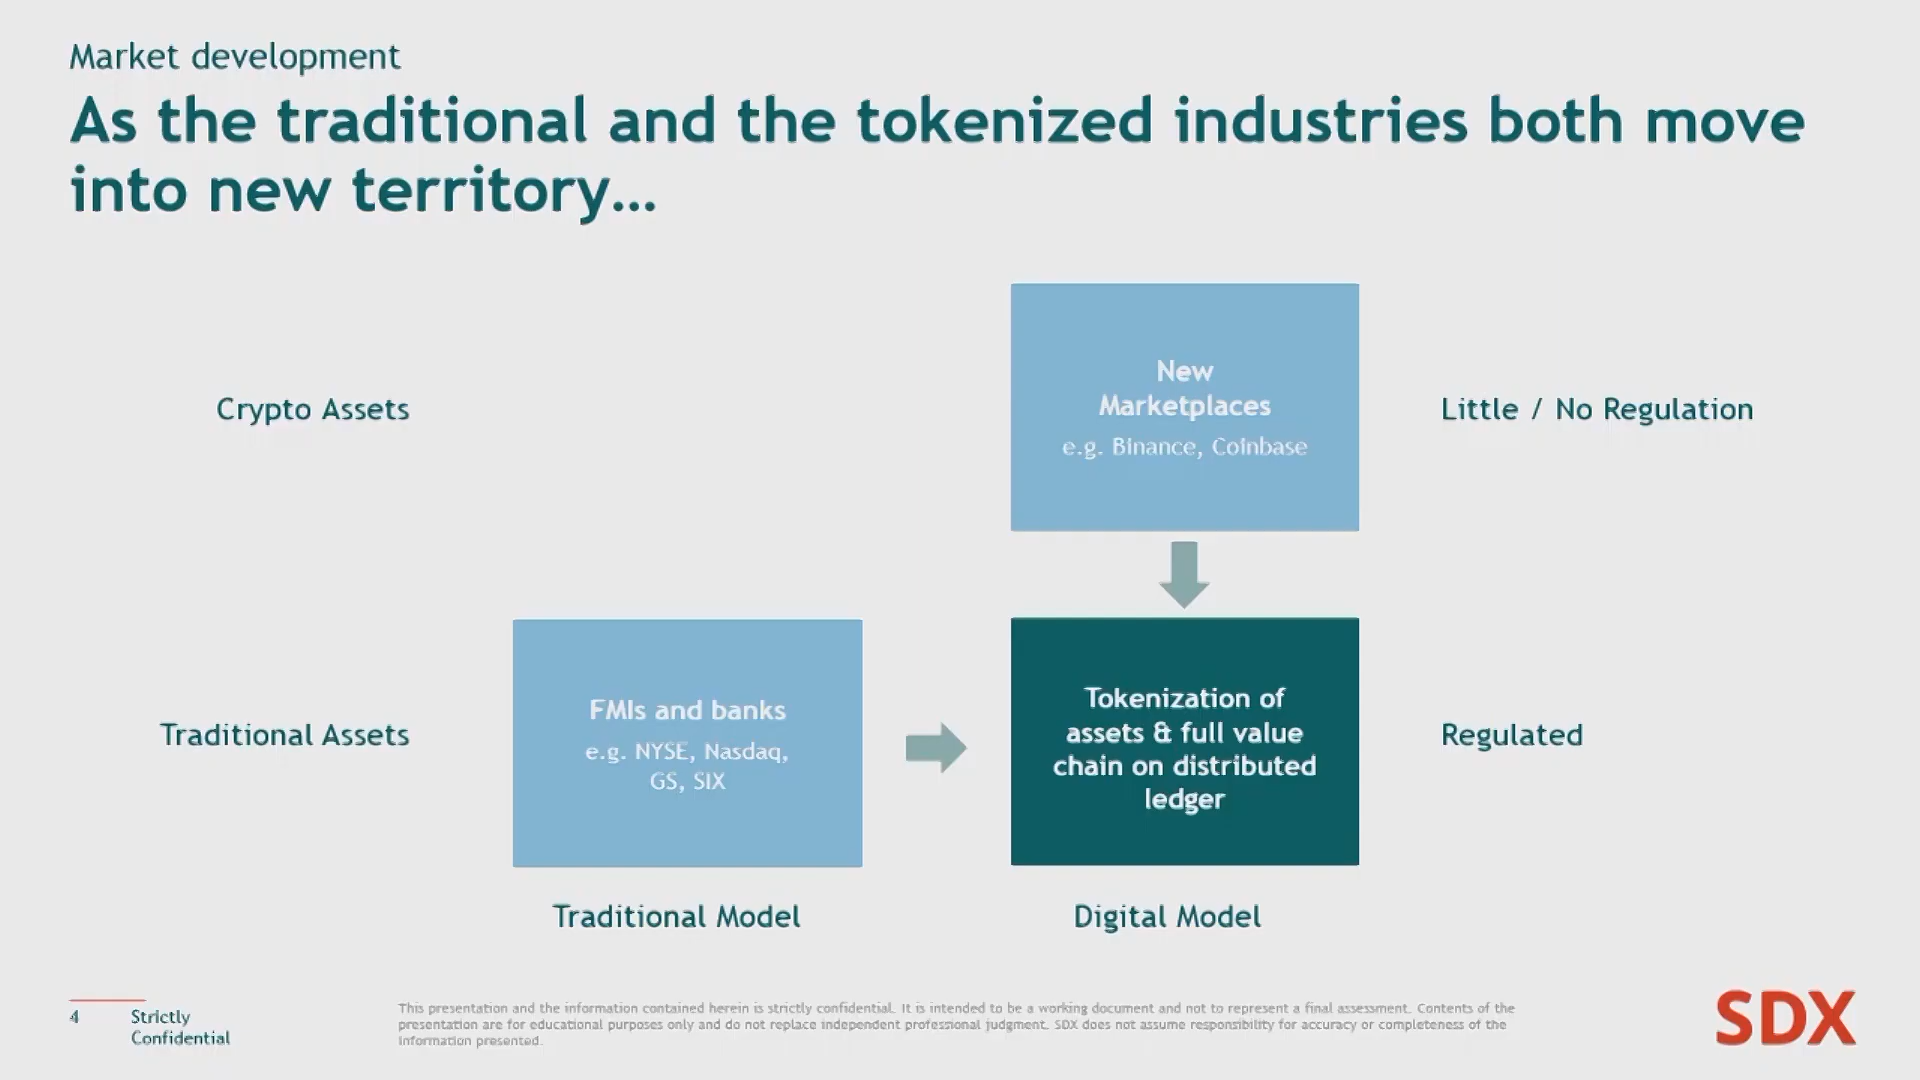 Market development
As the traditional and the tokenized industries both move
into new territory...
New
Marketplaces
e.g. Binance, Coinbase
Crypto Assets
Little / No Regulation
Tokenization of
assets & full value
chain on distributed
ledger
FMIs and banks
e.g. NYSE, Nasdaq,
GS, SIX
Traditional Assets
Regulated
Traditional Model
Digital Model
4
Strictly
Confidential
This presentation and the information contained herein is strictly confidential. It is intended to be a working document and not to represent a final assessment. Contents of the
presentation are for educational purposes only and do not replace independent professional judgment. SDX does not assume responsibility for accuracy or completeness of the
information presented.
SDX